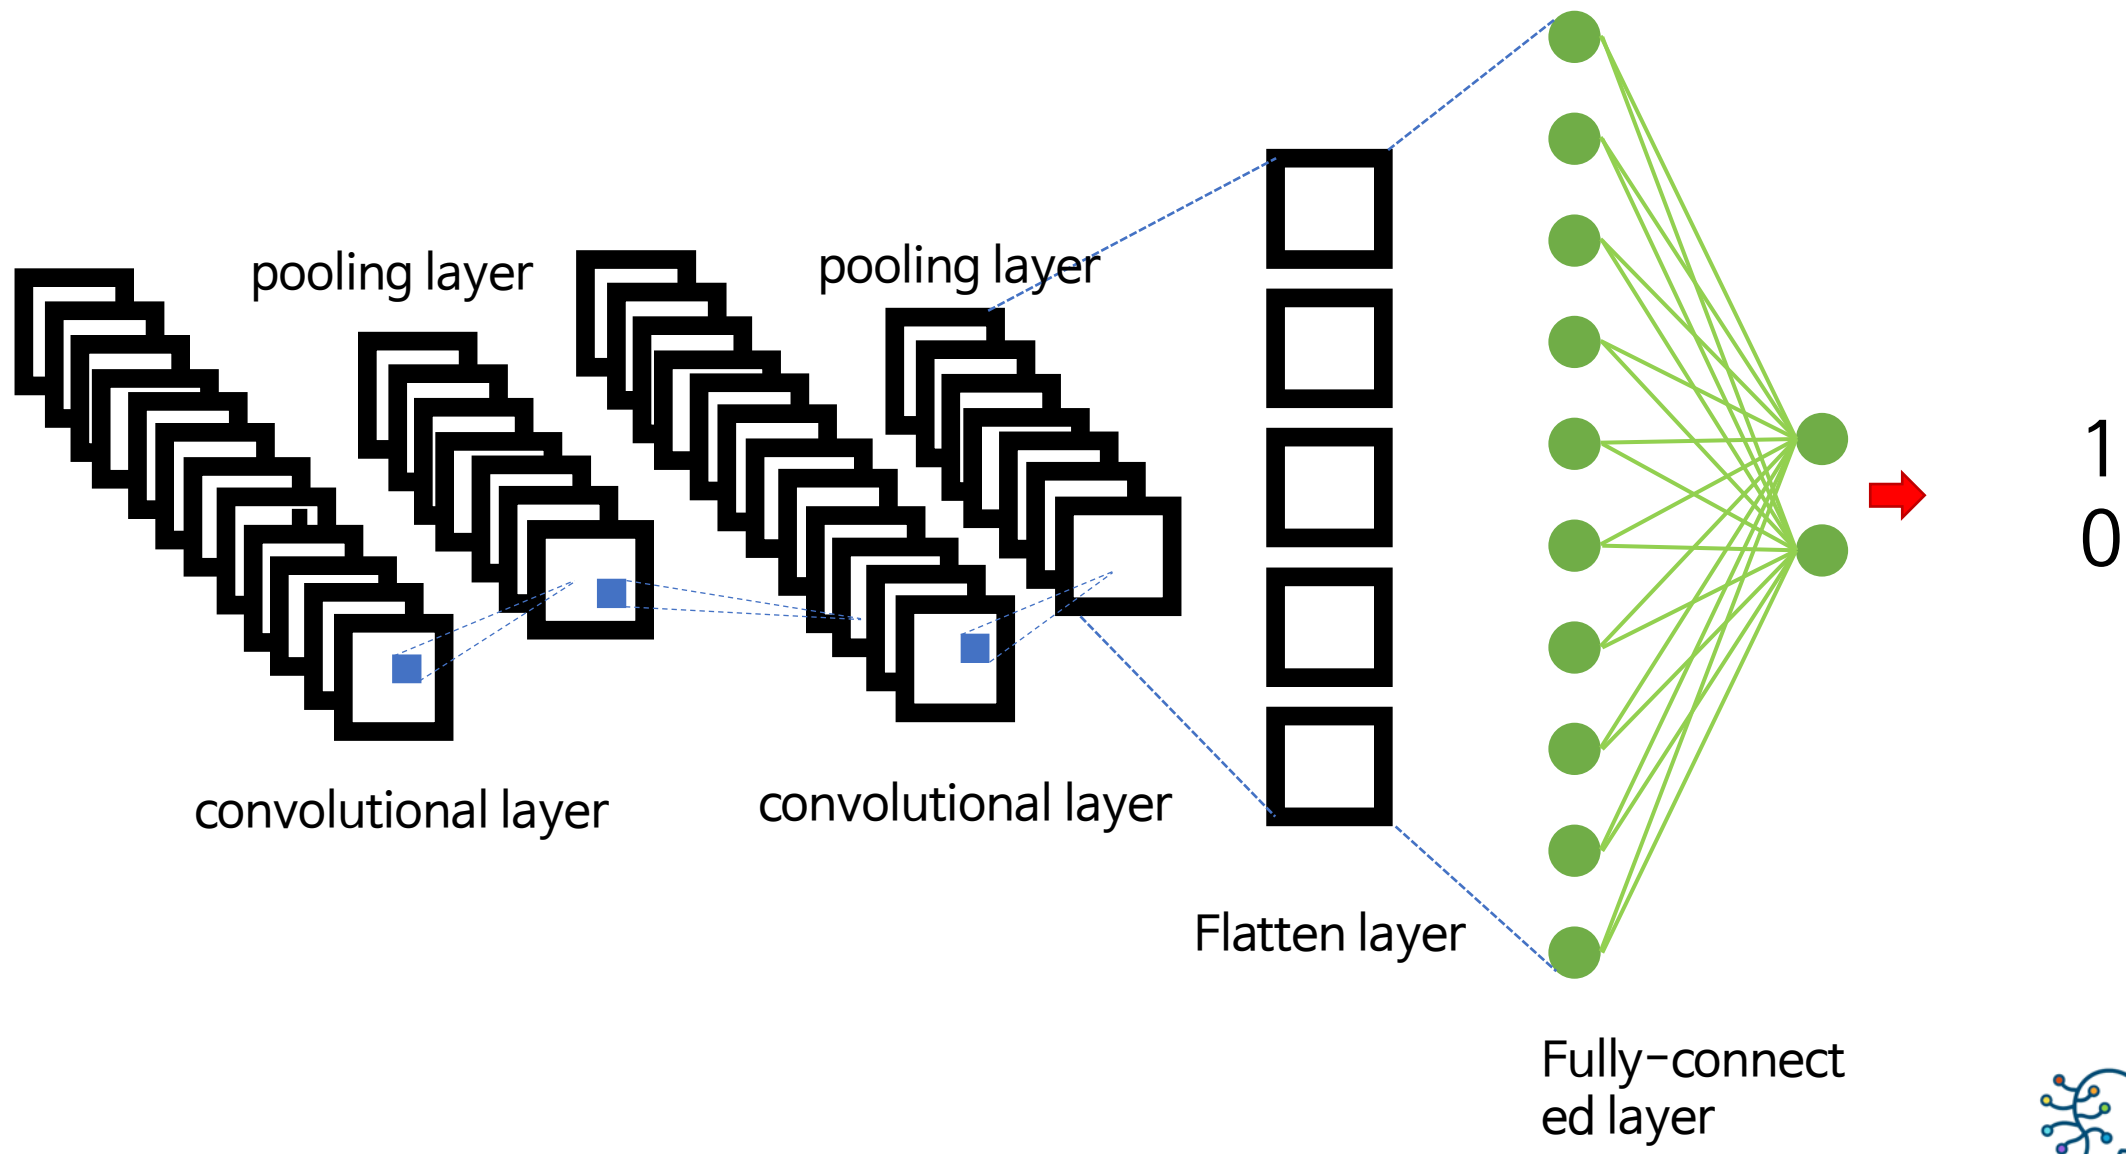 pooling layer
pooling layer
convolutional layer
convolutional layer
Flatten layer
Fully-connect
ed layer
1
0